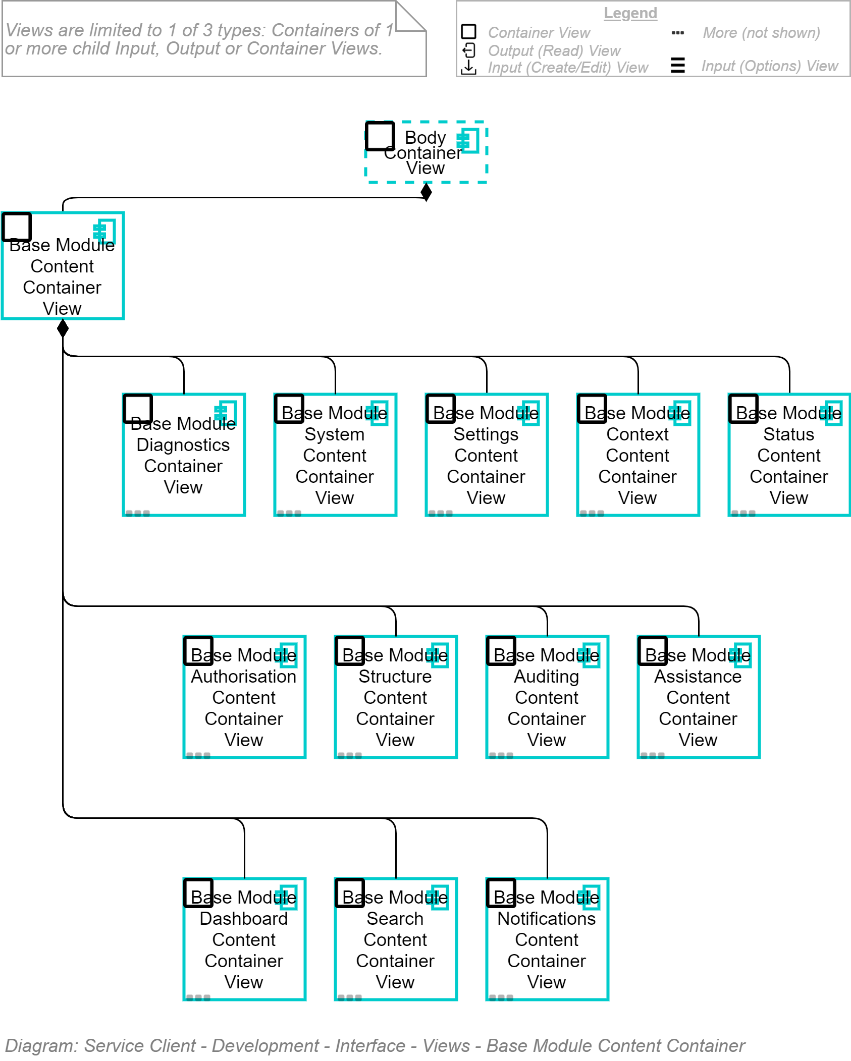 Views are limited to 1 of 3 types: Containers of 1
or more child Input, Output or Container Views.
Legend
Container View
More (not shown)
Output (Read) View
Input (Create/Edit) View
Input (Options) View
Body
Container
View
Base Module
Content
Container
View
Base Module
Diagnostics
Container
View
Base Module
System
Content
Container
View
Base Module
Settings
Content
Container
View
Base Module
Context
Content
Container
View
Base Module
Status
Content
Container
View
Base Module
Authorisation
Content
Container
View
Base Module
Structure
Content
Container
View
Base Module
Auditing
Content
Container
View
Base Module
Assistance
Content
Container
View
Base Module
Dashboard
Content
Container
View
Base Module
Search
Content
Container
View
Base Module
Notifications
Content
Container
View
Diagram: Service Client - Development - Interface - Views - Base Module Content Container